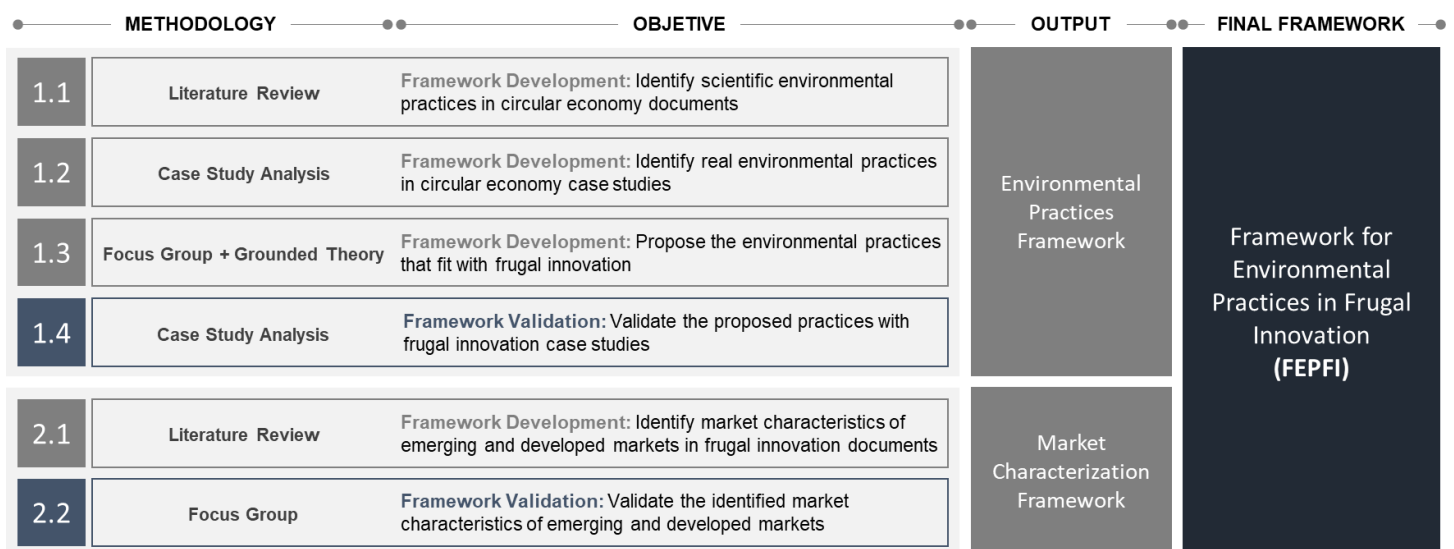 METHODOLOGY
OBJETIVE
OUTPUT
FINAL FRAMEWORK
1.1
Literature Review
Framework Development: Identify scientific environmental
practices in circular economy documents
1.2
Case Study Analysis
Framework Development: Identify real environmental practices
in circular economy case studies
1.3
Focus Group + Grounded Theory
Framework Development: Propose the environmental practices
that fit with frugal innovation
1.4
Case Study Analysis
Framework Validation: Validate the proposed practices with
frugal innovation case studies
2.1
Literature Review
Framework Development: Identify market characteristics of
emerging and developed markets in frugal innovation documents
2.2
Focus Group
Framework Validation: Validate the identified market
characteristics of emerging and developed markets
Environmental
Practices
Framework
Market
Characterization
Framework
Framework for
Environmental
Practices in Frugal
Innovation
(FEPFI)